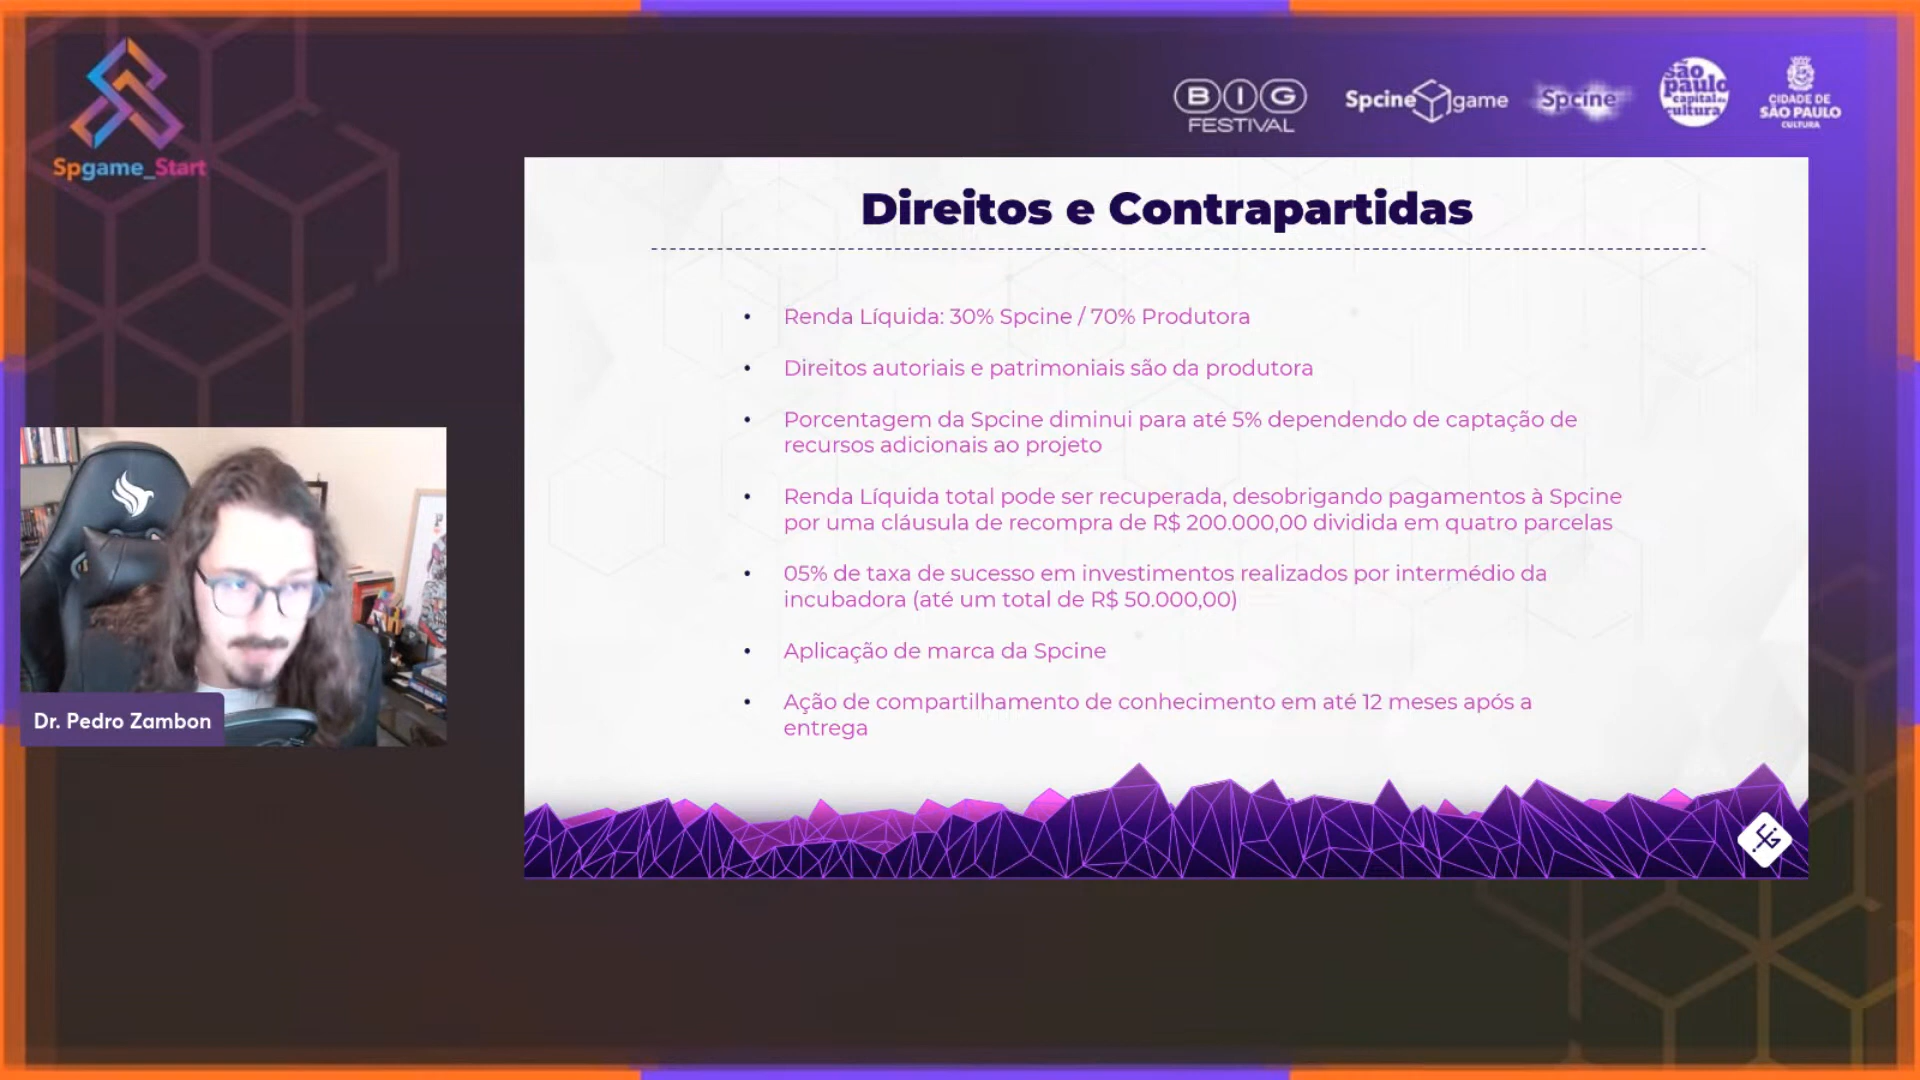 Spgame_Start
BIG
FESTIVAL
Spcine game
Spcine
são
paulo
capital da
cultura
CIDADE DE
SÃO PAULO
CULTURA
Direitos e Contrapartidas
• Renda Líquida: 30% Spcine / 70% Produtora
• Direitos autoriais e patrimoniais são da produtora
• Porcentagem da Spcine diminui para até 5% dependendo de captação de
recursos adicionais ao projeto
• Renda Líquida total pode ser recuperada, desobrigando pagamentos à Spcine
por uma cláusula de recompra de R$ 200.000,00 dividida em quatro parcelas
• 05% de taxa de sucesso em investimentos realizados por intermédio da
incubadora (até um total de R$ 50.000,00)
• Aplicação de marca da Spcine
• Ação de compartilhamento de conhecimento em até 12 meses após a
entrega
Dr. Pedro Zambon